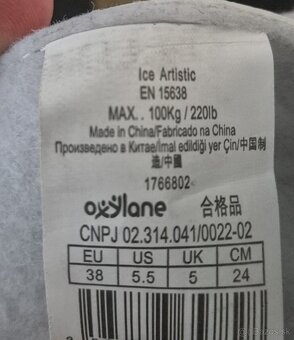 Ice Artistic
EN 15638
MAX. . 100Kg / 220lb
Made in China/Fabricado na China
Произведено в Китае/Imal edildiği yer Çin/中国制
造/中國
1766802
oxylane 合格品
CNPJ 02.314.041/0022-02
EU US UK CM
38 5.5 5 24